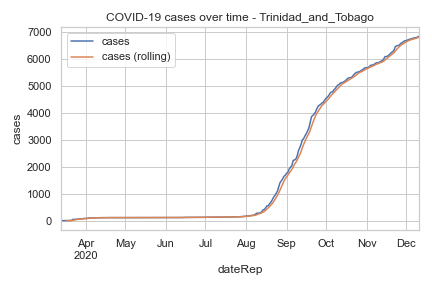 COVID-19 cases over time - Trinidad_and_Tobago
cases
cases (rolling)
7000
6000
5000
4000
3000
2000
1000
0
cases
Apr
2020
May
Jun
Jul
Aug
Sep
Oct
Nov
Dec
dateRep